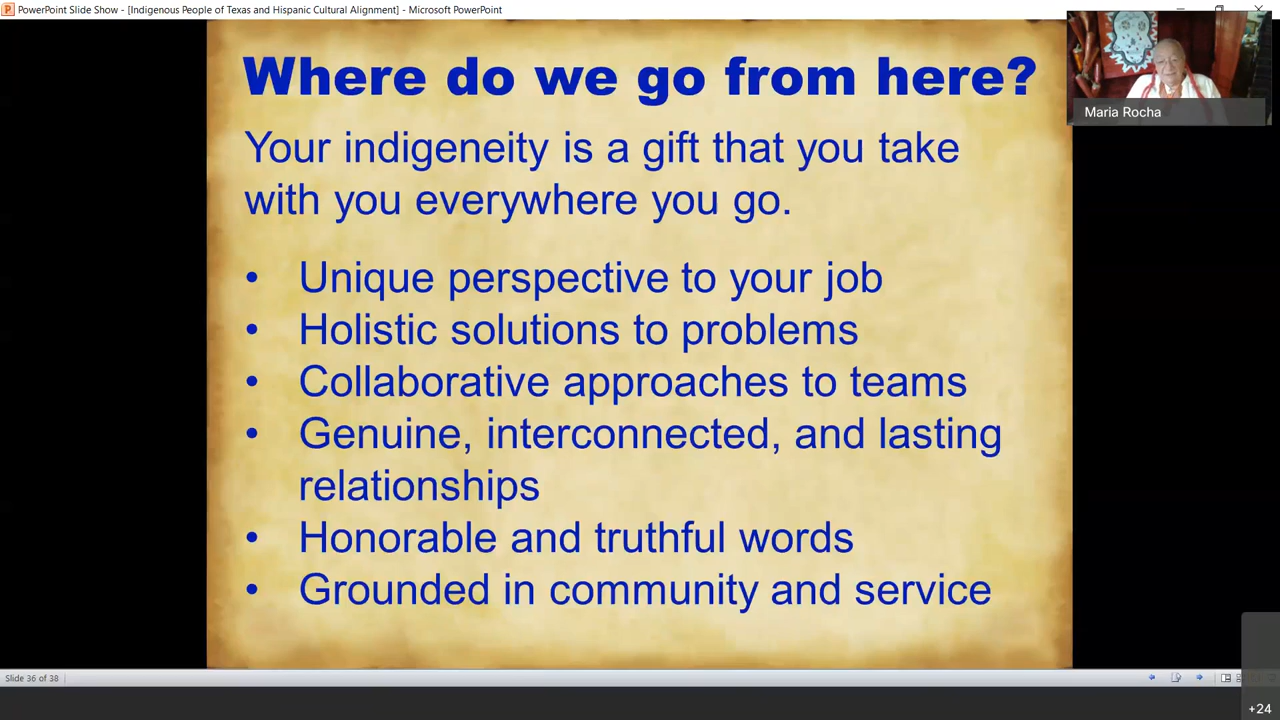 PowerPoint Slide Show - [Indigenous People of Texas and Hispanic Cultural Alignment] - Microsoft PowerPoint
Maria Rocha
Where do we go from here?
Your indigeneity is a gift that you take
with you everywhere you go.
• Unique perspective to your job
• Holistic solutions to problems
• Collaborative approaches to teams
• Genuine, interconnected, and lasting
relationships
• Honorable and truthful words
• Grounded in community and service
Slide 36 of 38
+24